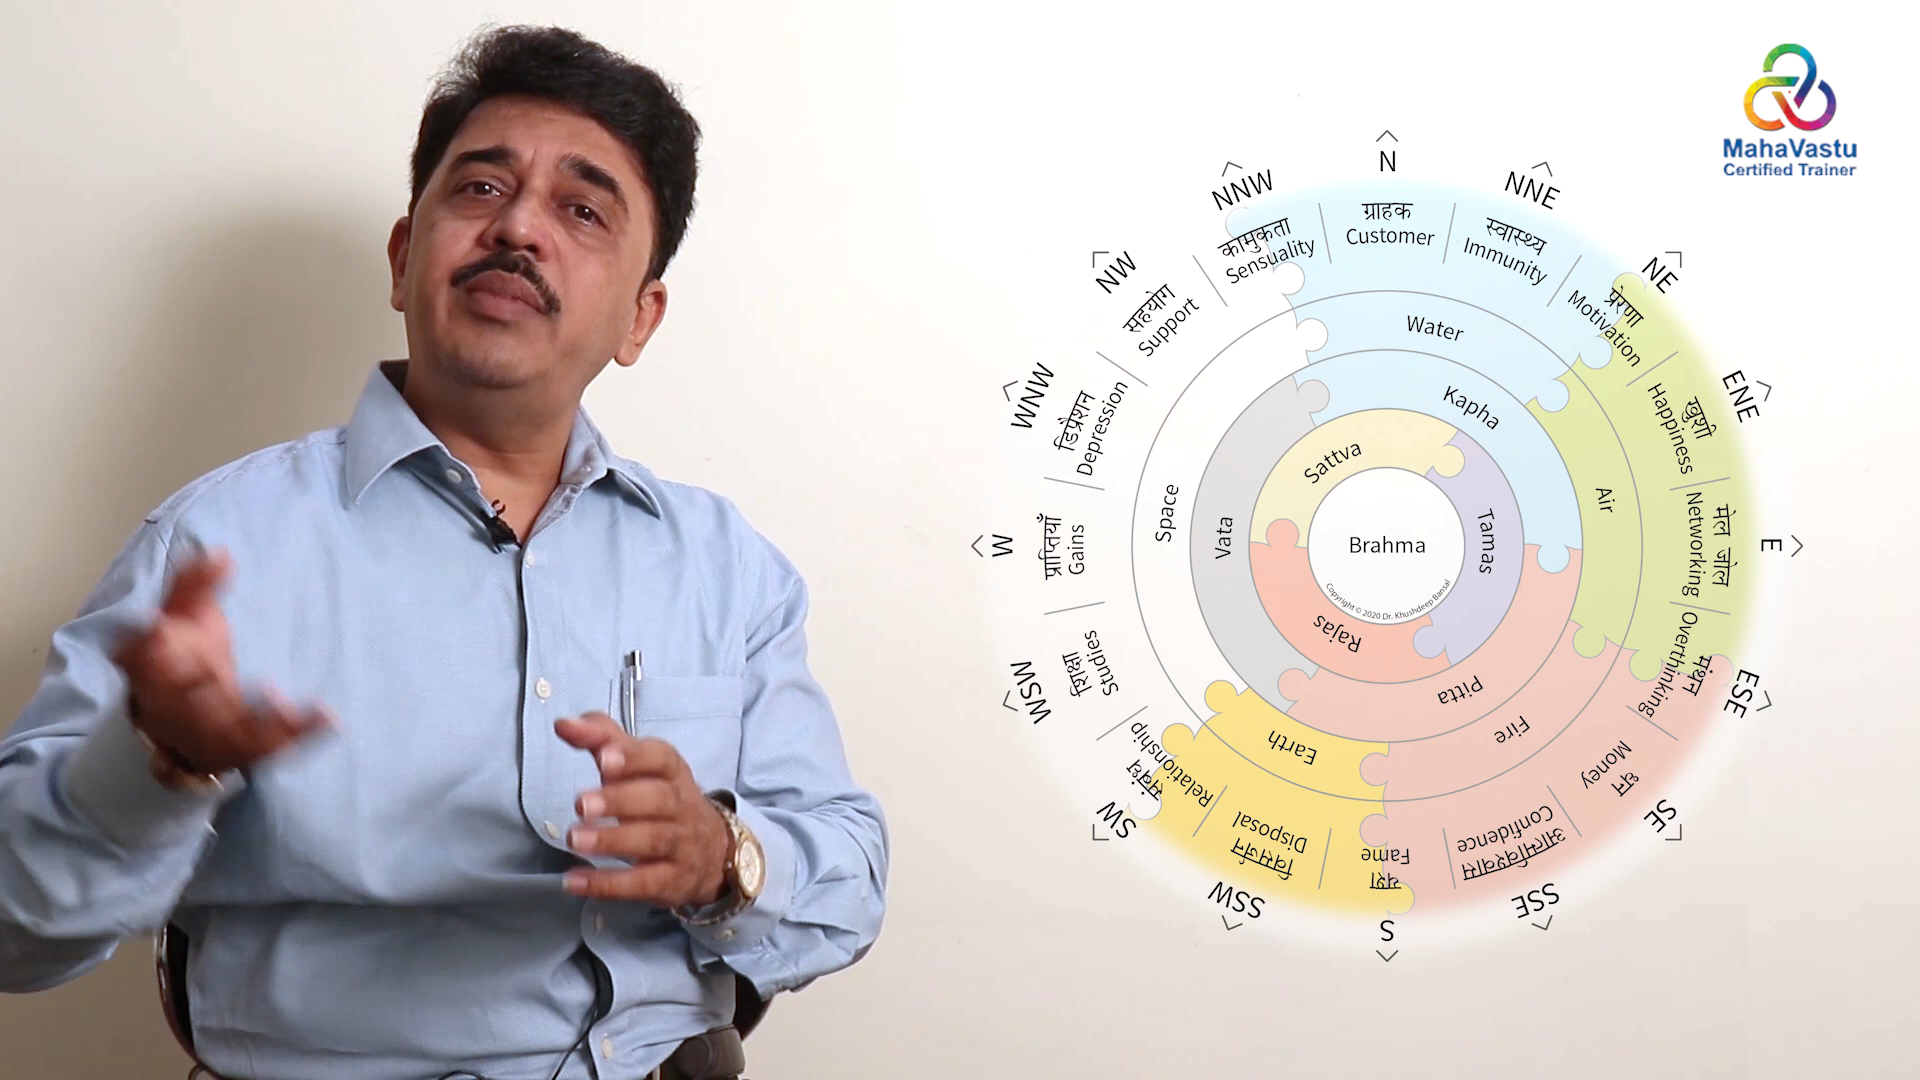 MahaVastu
Certified Trainer
N
ग्राहक
Customer
NNE
स्वास्थ्य
Immunity
NE
प्रेरणा
Motivation
ENE
खुशी
Happiness
E
मेल जोल
Networking
ESE
मंथन
Overthinking
SE
धन
Money
SSE
आत्मविश्वास
Confidence
S
यश
Fame
SSW
विसर्जन
Disposal
SW
संबंध
Relationship
WSW
शिक्षा
Studies
W
प्राप्तियाँ
Gains
WNW
डिप्रेशन
Depression
NW
सहयोग
Support
NNW
कामुकता
Sensuality
Water
Air
Fire
Earth
Space
Kapha
Pitta
Vata
Sattva
Tamas
Rajas
Brahma
Copyright © 2020 Dr. Khushdeep Bansal